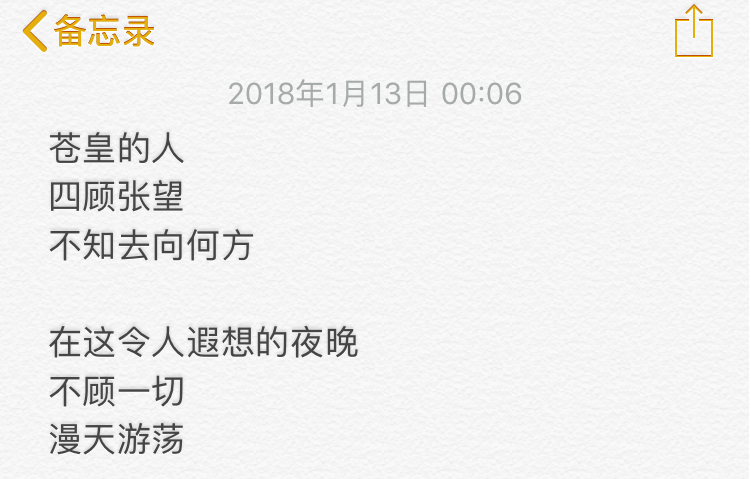 备忘录
2018年1月13日 00:06
苍皇的人
四顾张望
不知去向何方
在这令人遐想的夜晚
不顾一切
漫天游荡